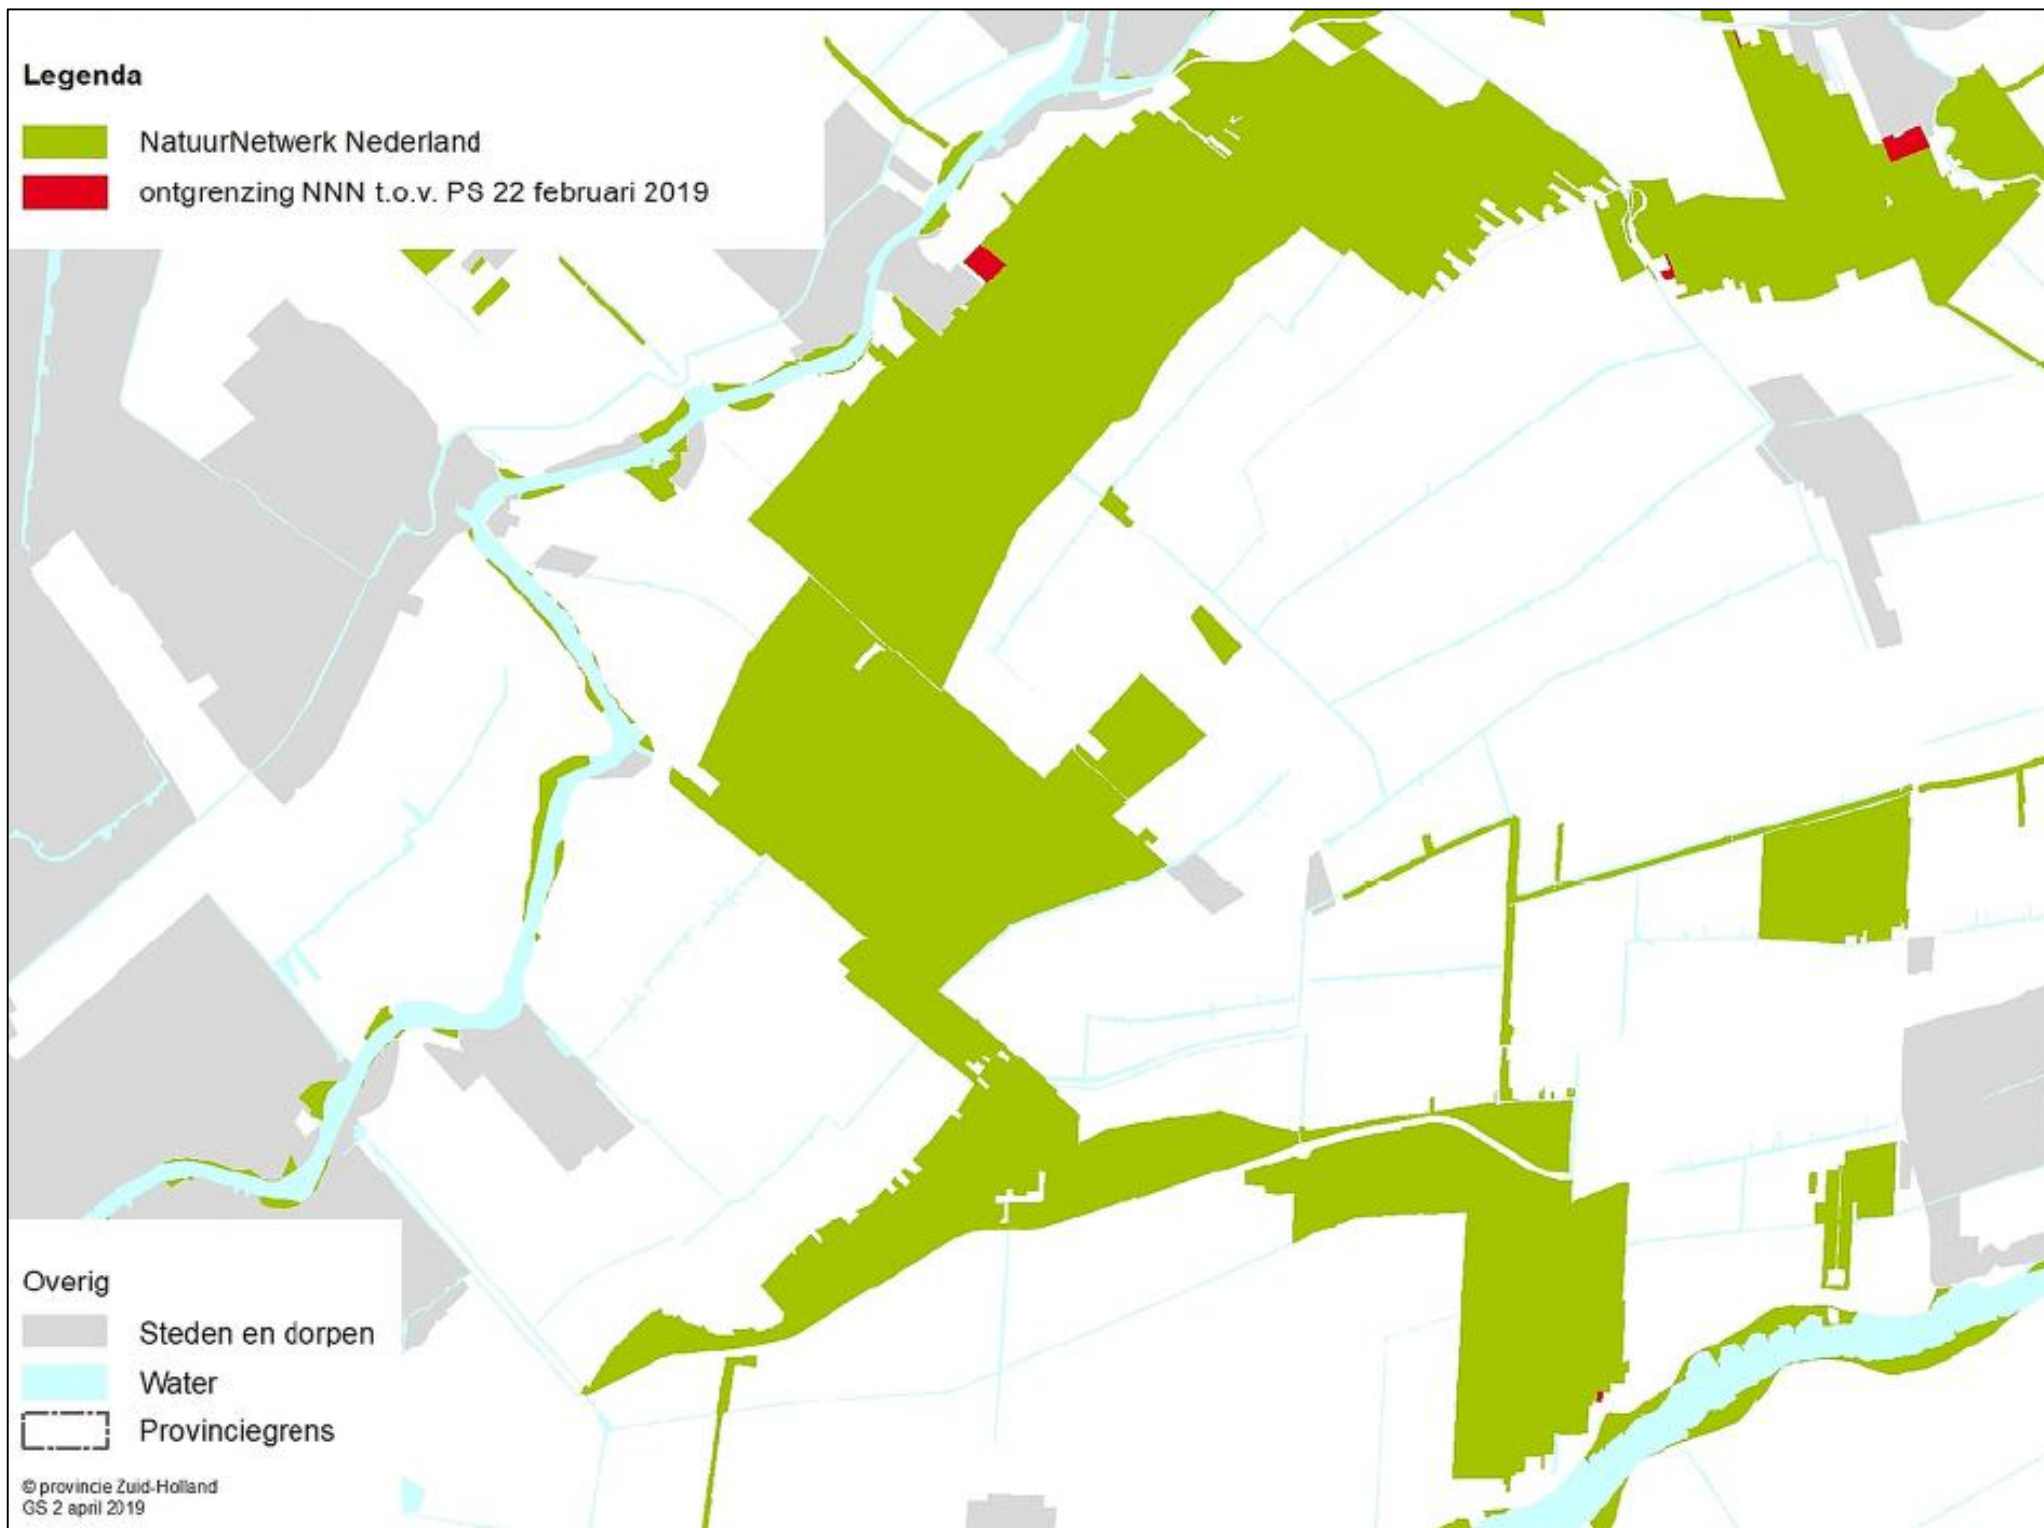 Legenda
NatuurNetwerk Nederland
ontgrenzing NNN t.o.v. PS 22 februari 2019
Overig
Steden en dorpen
Water
Provinciegrens
© provincie Zuid-Holland
GS 2 april 2019